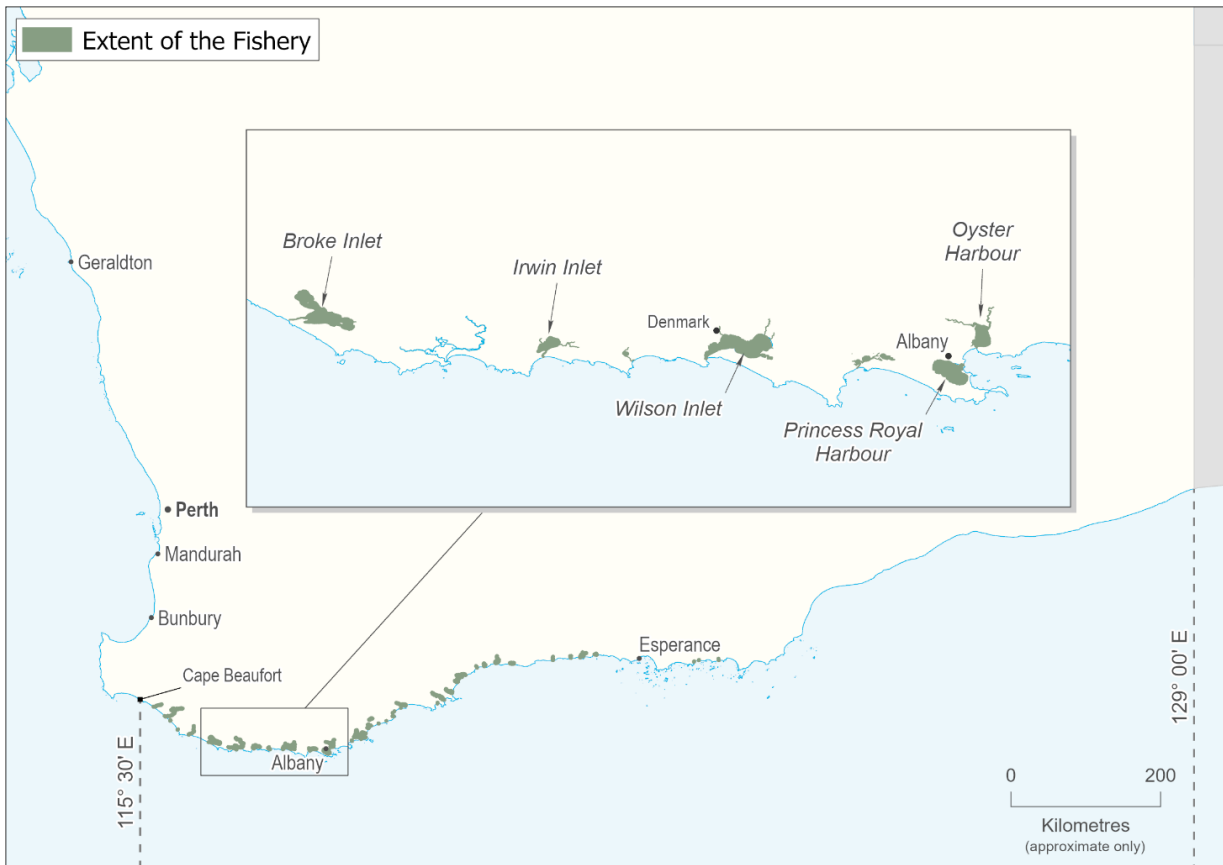 Extent of the Fishery
Broke Inlet
Irwin Inlet
Oyster
Harbour
Denmark
Albany
Wilson Inlet
Princess Royal
Harbour
Geraldton
Perth
Mandurah
Bunbury
Cape Beaufort
Esperance
Albany
115° 30' E
129° 00' E
0 200
Kilometres
(approximate only)